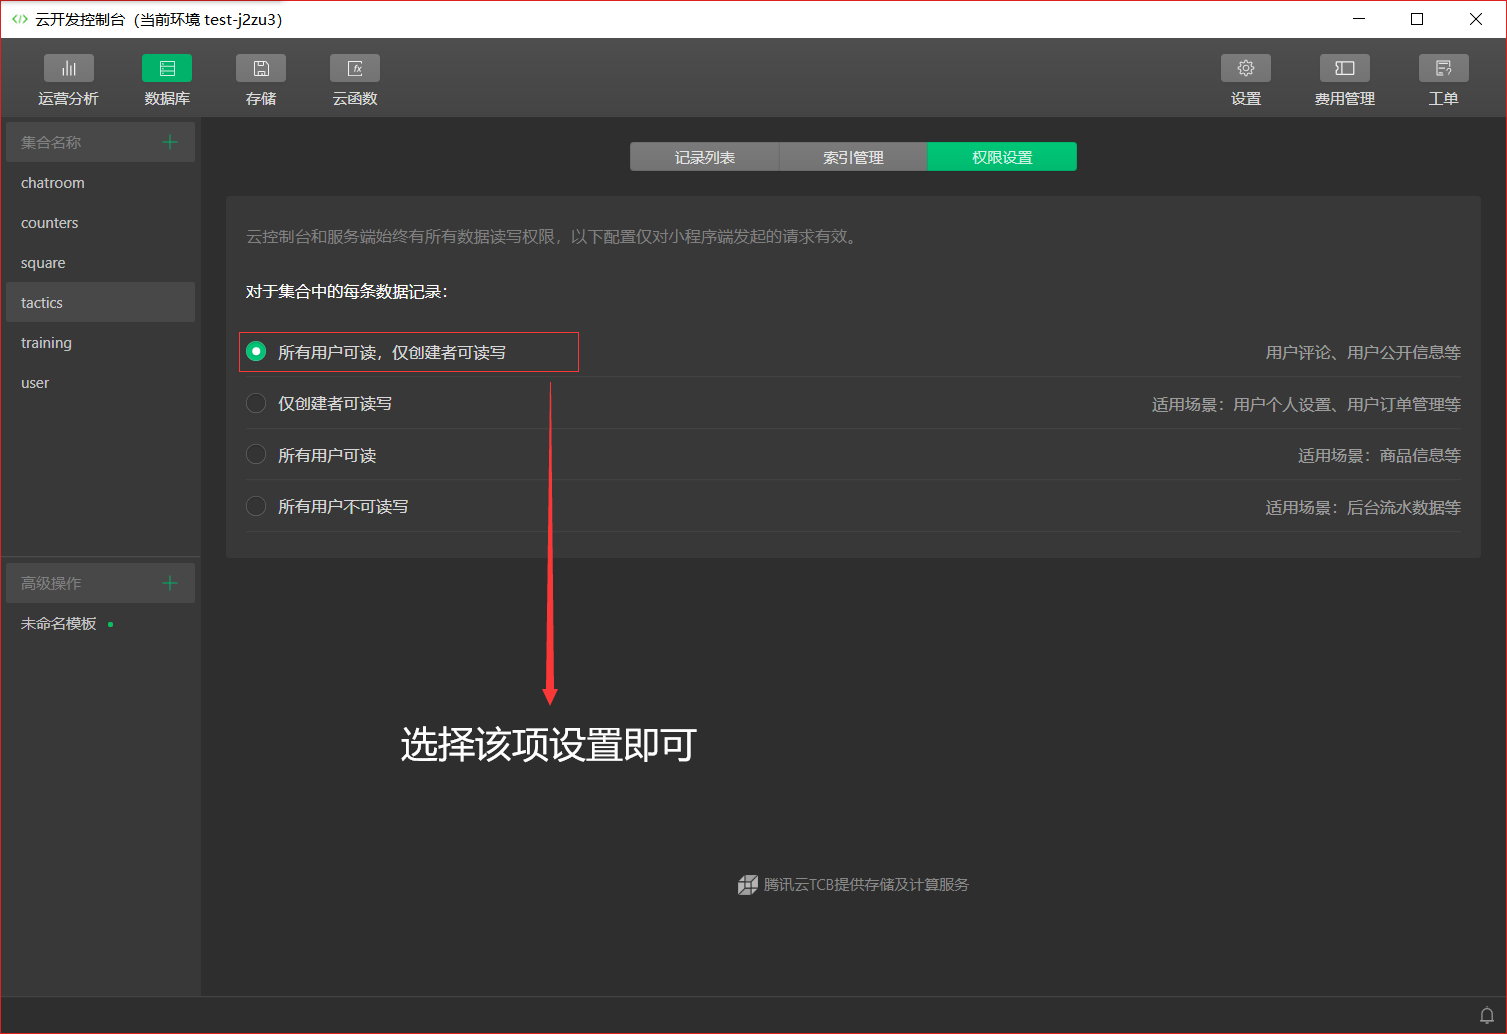 云开发控制台（当前环境 test-j2zu3）
运营分析 数据库 存储 云函数 设置 费用管理 工单
集合名称
chatroom
counters
square
tactics
training
user
高级操作
未命名模板
记录列表 索引管理 权限设置
云控制台和服务端始终有所有数据读写权限，以下配置仅对小程序端发起的请求有效。
对于集合中的每条数据记录：
所有用户可读，仅创建者可读写 用户评论、用户公开信息等
仅创建者可读写 适用场景：用户个人设置、用户订单管理等
所有用户可读 适用场景：商品信息等
所有用户不可读写 适用场景：后台流水数据等
选择该项设置即可
腾讯云TCB提供存储及计算服务